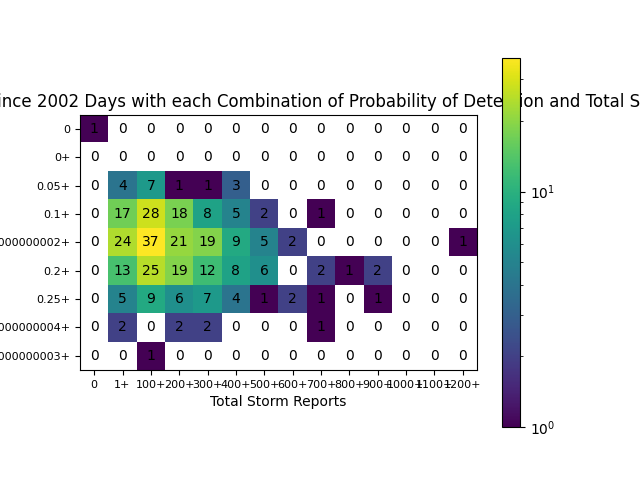 ince 2002 Days with each Combination of Probability of Dete ion and Total S
0 1 0 0 0 0 0 0 0 0 0 0 0 0 0
0+ 0 0 0 0 0 0 0 0 0 0 0 0 0 0
0.05+ 0 4 7 1 1 3 0 0 0 0 0 0 0 0
0.1+ 0 17 28 18 8 5 2 0 1 0 0 0 0 0
000000002+ 0 24 37 21 19 9 5 2 0 0 0 0 0 1
0.2+ 0 13 25 19 12 8 6 0 2 1 2 0 0 0
0.25+ 0 5 9 6 7 4 1 2 1 0 1 0 0 0
000000004+ 0 2 0 2 2 0 0 0 1 0 0 0 0 0
000000003+ 0 0 1 0 0 0 0 0 0 0 0 0 0 0
0 1+ 100+ 200+ 300+ 400+ 500+ 600+ 700+ 800+ 900+ 1000+ 1100+ 1200+
Total Storm Reports
10¹
10⁰